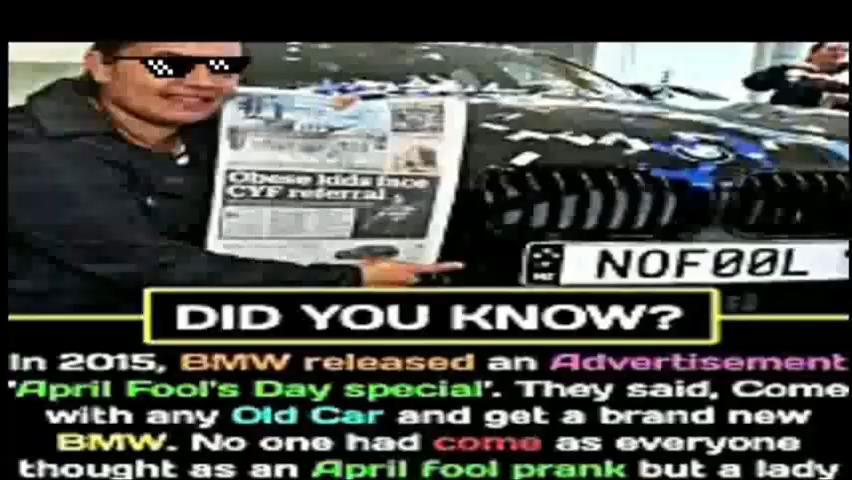 Obese kids face
CYF referral
NOF00L
DID YOU KNOW?
In 2015, BMW released an Advertisement
'April Fool's Day special'. They said, Come
with any Old Car and get a brand new
BMW. No one had come as everyone
thought as an April fool prank but a lady